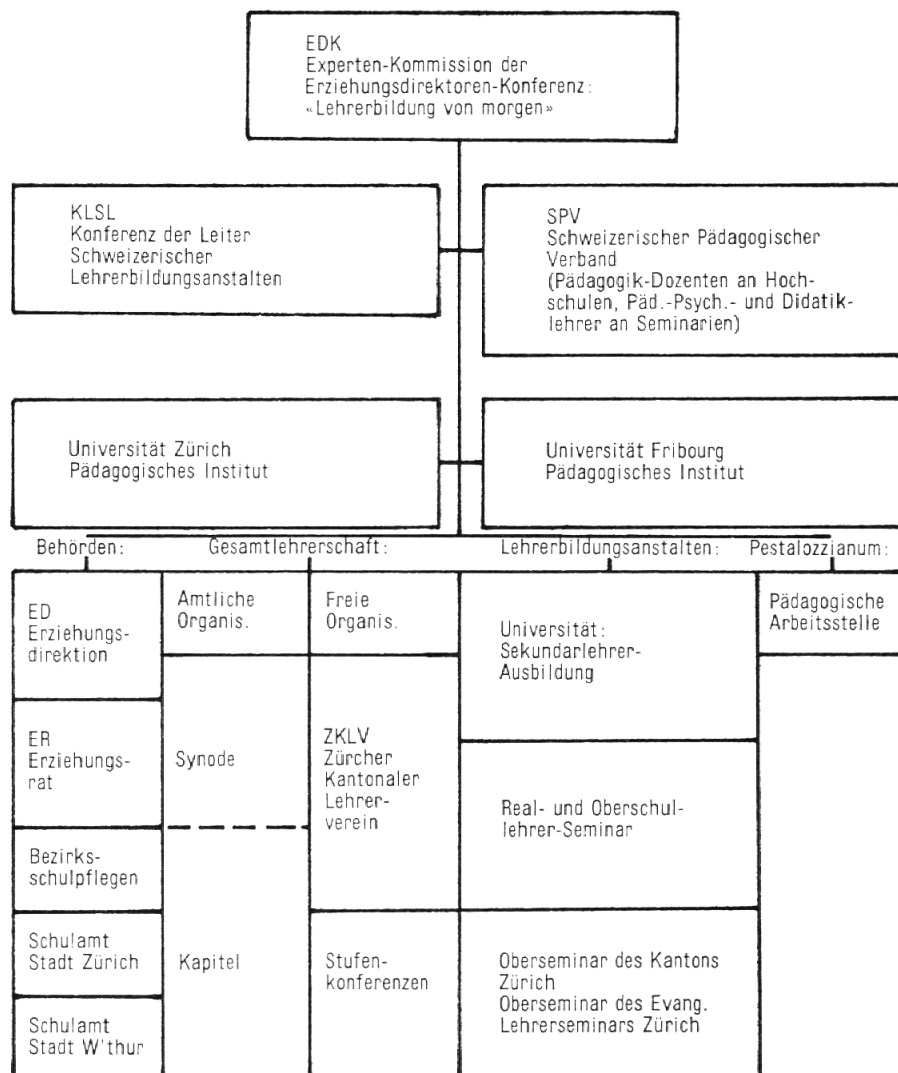 EDK
Experten-Kommission der
Erziehungsdirektoren-Konferenz:
«Lehrerbildung von morgen»
KLSL
Konferenz der Leiter
Schweizerischer
Lehrerbildungsanstalten
SPV
Schweizerischer Pädagogischer
Verband
(Pädagogik-Dozenten an Hoch-
schulen, Päd.-Psych.- und Didatik-
lehrer an Seminarien)
Universität Zürich
Pädagogisches Institut
Universität Fribourg
Pädagogisches Institut
Behörden:
ED
Erziehungs-
direktion
ER
Erziehungs-
rat
Bezirks-
schulpflegen
Schulamt
Stadt Zürich
Schulamt
Stadt W'thur
Gesamtlehrerschaft:
Amtliche
Organis.
Synode
Kapitel
Freie
Organis.
ZKLV
Zürcher
Kantonaler
Lehrer-
verein
Stufen-
konferenzen
Lehrerbildungsanstalten:
Universität:
Sekundarlehrer-
Ausbildung
Real- und Oberschul-
lehrer-Seminar
Oberseminar des Kantons
Zürich
Oberseminar des Evang.
Lehrerseminars Zürich
Pestalozzianum:
Pädagogische
Arbeitsstelle